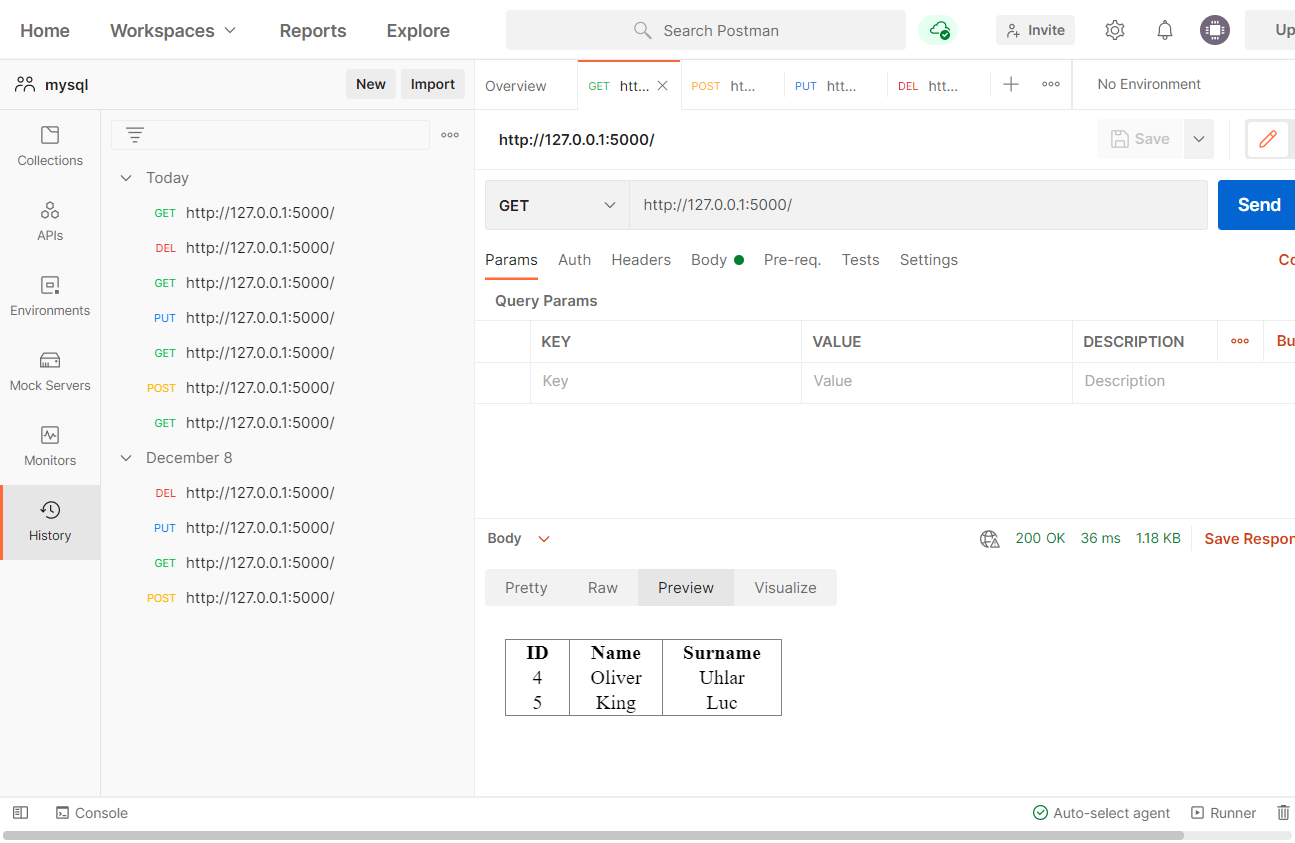 Home Workspaces Reports Explore Search Postman Invite Up
mysql New Import Overview GET htt... POST ht... PUT htt... DEL htt... No Environment
Collections
APIs
Environments
Mock Servers
Monitors
History
Today
GET http://127.0.0.1:5000/
DEL http://127.0.0.1:5000/
GET http://127.0.0.1:5000/
PUT http://127.0.0.1:5000/
GET http://127.0.0.1:5000/
POST http://127.0.0.1:5000/
GET http://127.0.0.1:5000/
December 8
DEL http://127.0.0.1:5000/
PUT http://127.0.0.1:5000/
GET http://127.0.0.1:5000/
POST http://127.0.0.1:5000/
http://127.0.0.1:5000/ Save
GET http://127.0.0.1:5000/ Send
Params Auth Headers Body Pre-req. Tests Settings Co
Query Params
KEY VALUE DESCRIPTION Bu
Key Value Description
Body 200 OK 36 ms 1.18 KB Save Respon
Pretty Raw Preview Visualize
ID Name Surname
4 Oliver Uhlar
5 King Luc
Console Auto-select agent Runner